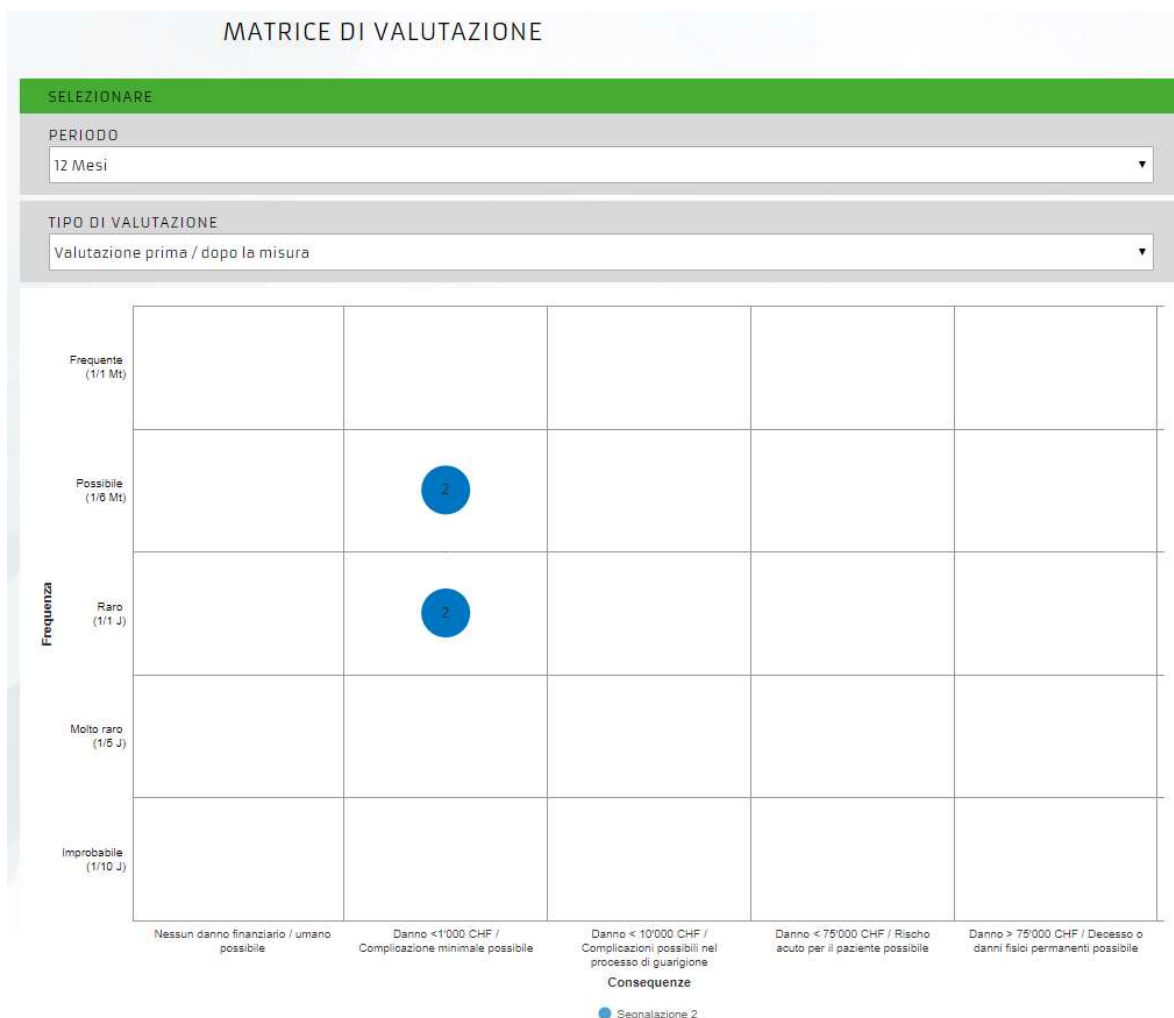 MATRICE DI VALUTAZIONE
SELEZIONARE
PERIODO
12 Mesi
TIPO DI VALUTAZIONE
Valutazione prima / dopo la misura
Frequente
(1/1 Mt)
Possibile
(1/6 Mt)
2
Frequenza
Raro
(1/1 J)
2
Molto raro
(1/5 J)
Improbabile
(1/10 J)
Nessun danno finanziario / umano
possibile
Danno <1'000 CHF /
Complicazione minimale possibile
Danno < 10'000 CHF /
Complicazioni possibili nel
processo di guarigione
Danno < 75'000 CHF / Rischo
acuto per il paziente possibile
Danno > 75'000 CHF / Decesso o
danni fisici permanenti possibile
Consequenze
Segnalazione 2